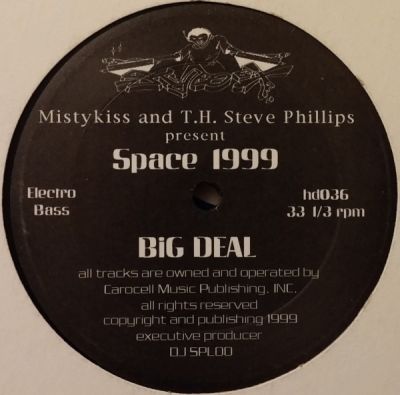 Mistykiss and T.H. Steve Phillips
present
Space 1999
Electro
Bass
hd036
33 1/3 rpm
BiG DEAL
all tracks are owned and operated by
Carocell Music Publishing, INC.
all rights reserved
copyright and publishing 1999
executive producer
DJ SPLOO